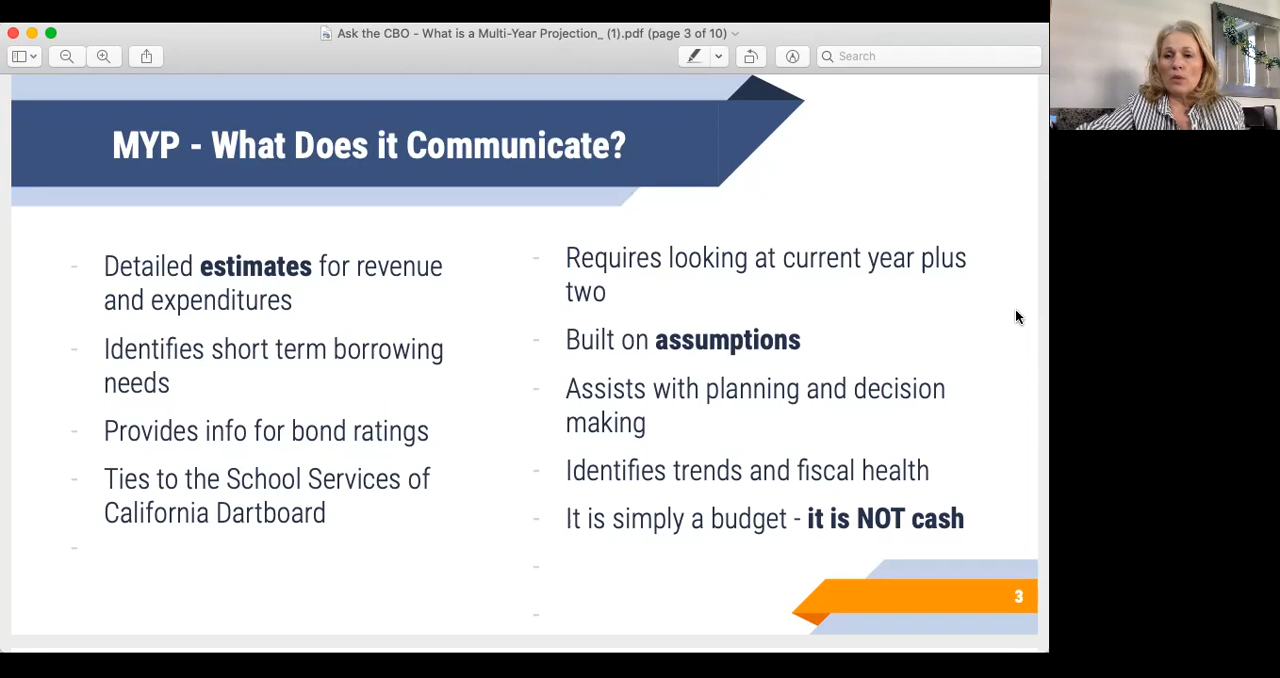 Ask the CBO - What is a Multi-Year Projection_ (1).pdf (page 3 of 10)
Search
MYP - What Does it Communicate?
- Detailed estimates for revenue
and expenditures
- Identifies short term borrowing
needs
- Provides info for bond ratings
- Ties to the School Services of
California Dartboard
-
- Requires looking at current year plus
two
- Built on assumptions
- Assists with planning and decision
making
- Identifies trends and fiscal health
- It is simply a budget - it is NOT cash
-
-
3